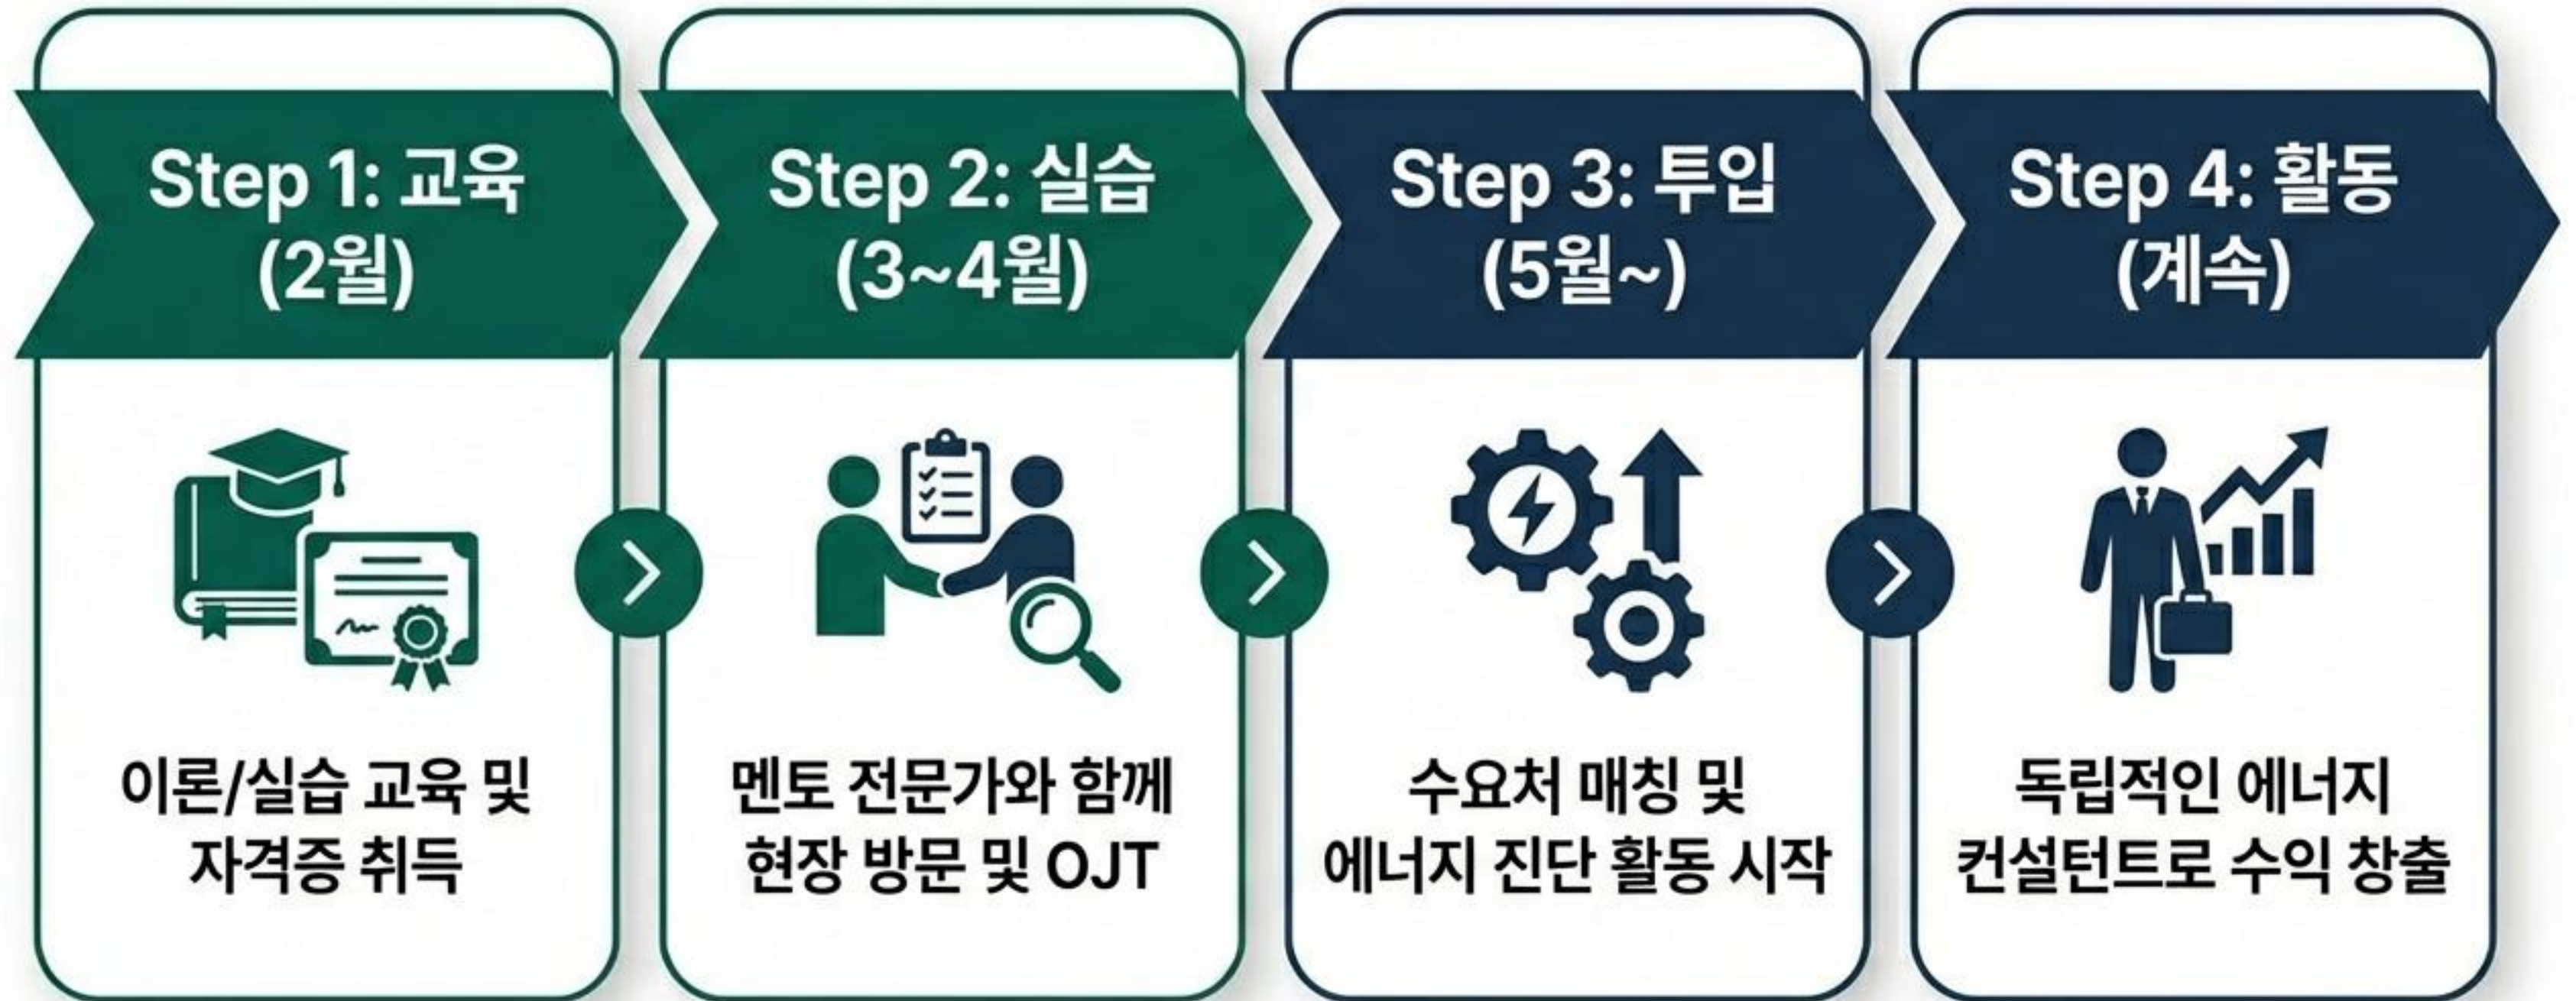 Step 1: 교육
(2월)
이론/실습 교육 및
자격증 취득
Step 2: 실습
(3~4월)
멘토 전문가와 함께
현장 방문 및 OJT
Step 3: 투입
(5월~)
수요처 매칭 및
에너지 진단 활동 시작
Step 4: 활동
(계속)
독립적인 에너지
컨설턴트로 수익 창출